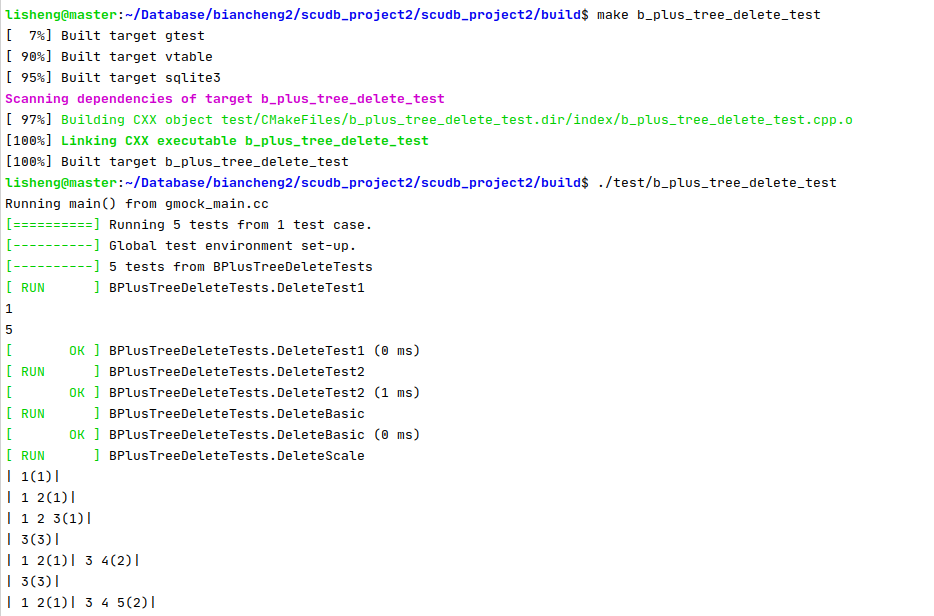 lisheng@master:~/Database/biancheng2/scudb_project2/scudb_project2/build$ make b_plus_tree_delete_test
[  7%] Built target gtest
[ 90%] Built target vtable
[ 95%] Built target sqlite3
Scanning dependencies of target b_plus_tree_delete_test
[ 97%] Building CXX object test/CMakeFiles/b_plus_tree_delete_test.dir/index/b_plus_tree_delete_test.cpp.o
[100%] Linking CXX executable b_plus_tree_delete_test
[100%] Built target b_plus_tree_delete_test
lisheng@master:~/Database/biancheng2/scudb_project2/scudb_project2/build$ ./test/b_plus_tree_delete_test
Running main() from gmock_main.cc
[==========] Running 5 tests from 1 test case.
[----------] Global test environment set-up.
[----------] 5 tests from BPlusTreeDeleteTests
[ RUN      ] BPlusTreeDeleteTests.DeleteTest1
1
5
[       OK ] BPlusTreeDeleteTests.DeleteTest1 (0 ms)
[ RUN      ] BPlusTreeDeleteTests.DeleteTest2
[       OK ] BPlusTreeDeleteTests.DeleteTest2 (1 ms)
[ RUN      ] BPlusTreeDeleteTests.DeleteBasic
[       OK ] BPlusTreeDeleteTests.DeleteBasic (0 ms)
[ RUN      ] BPlusTreeDeleteTests.DeleteScale
| 1(1)|
| 1 2(1)|
| 1 2 3(1)|
| 3(3)|
| 1 2(1)| 3 4(2)|
| 3(3)|
| 1 2(1)| 3 4 5(2)|